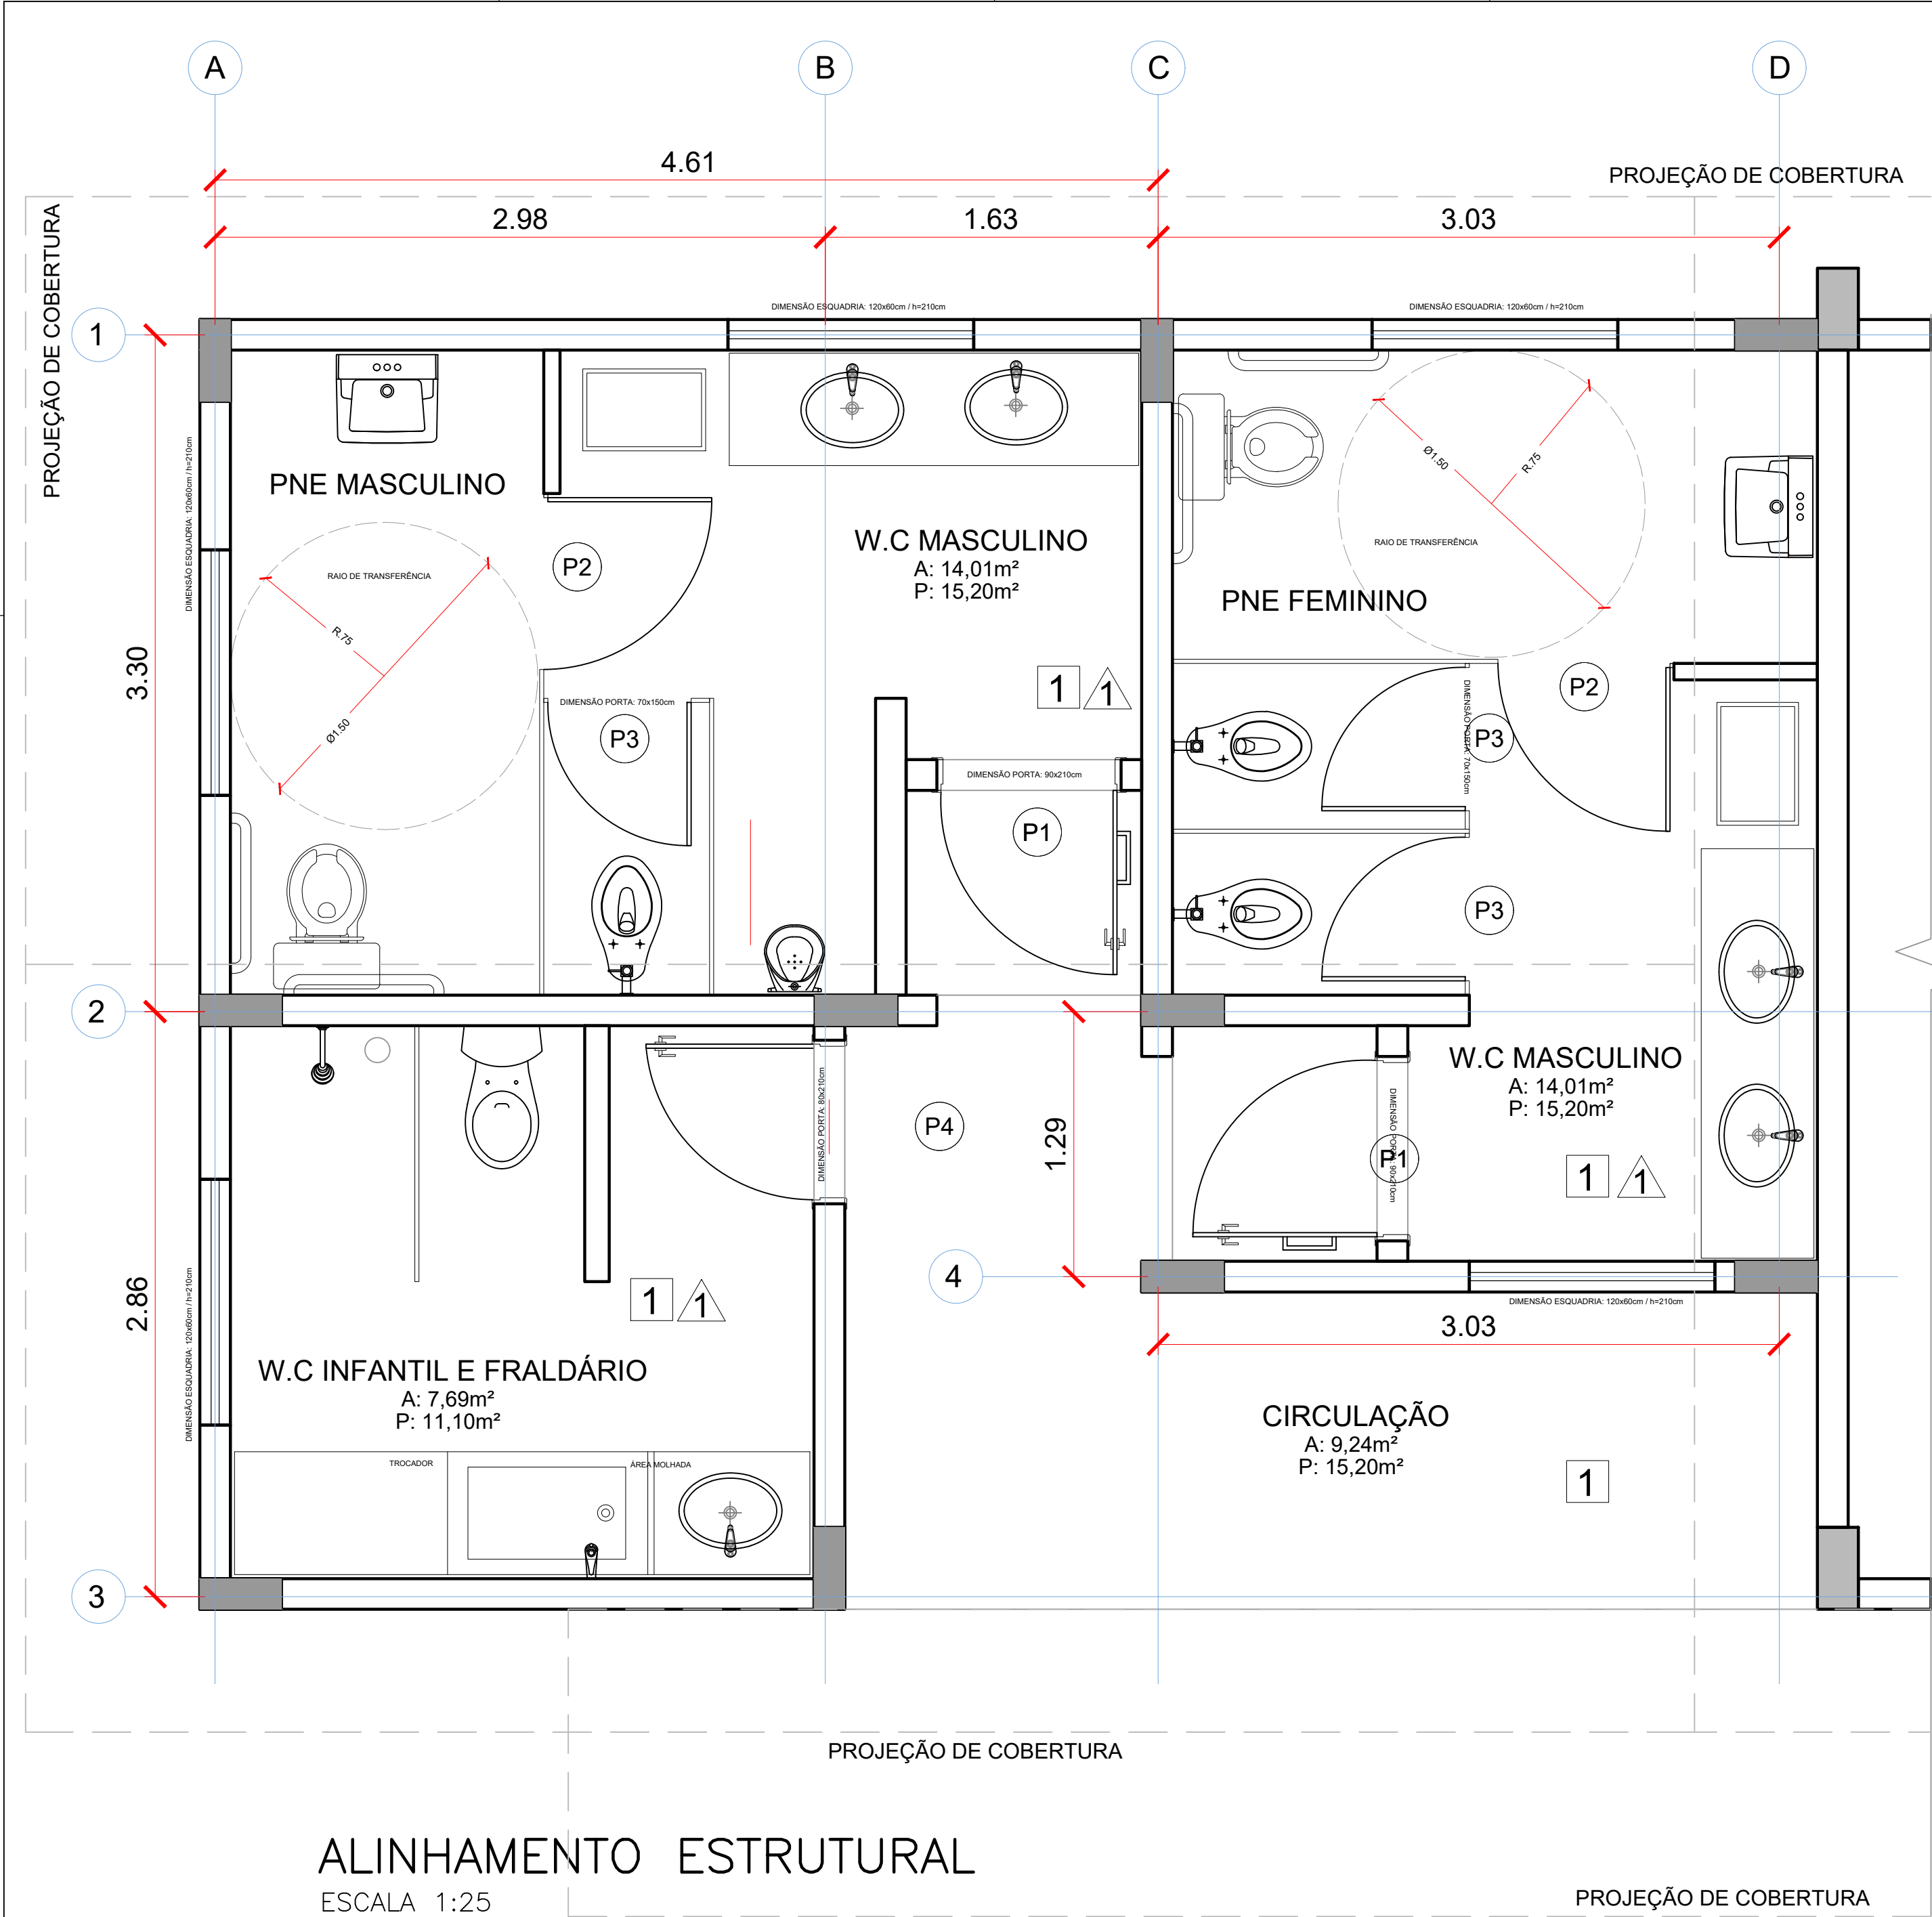 A
B
C
D
4.61
PROJEÇÃO DE COBERTURA
PROJEÇÃO DE COBERTURA
2.98
1.63
3.03
DIMENSÃO ESQUADRIA: 120x60cm / h=210cm
DIMENSÃO ESQUADRIA: 120x60cm / h=210cm
1
DIMENSÃO ESQUADRIA: 120x60cm / h=210cm
PNE MASCULINO
Ø1.50
R.75
W.C MASCULINO
A: 14,01m²
P: 15,20m²
RAIO DE TRANSFERÊNCIA
P2
RAIO DE TRANSFERÊNCIA
PNE FEMININO
R.75
Ø1.50
3.30
1
1
P2
DIMENSÃO PORTA: 70x150cm
P3
DIMENSÃO PORTA: 70x150cm
P3
DIMENSÃO PORTA: 90x210cm
P1
P3
2
W.C MASCULINO
A: 14,01m²
P: 15,20m²
DIMENSÃO PORTA: 80x210cm
P4
1.29
DIMENSÃO PORTA: 90x210cm
P1
1
1
4
2.86
DIMENSÃO ESQUADRIA: 120x60cm / h=210cm
1
1
DIMENSÃO ESQUADRIA: 120x60cm / h=210cm
3.03
W.C INFANTIL E FRALDÁRIO
A: 7,69m²
P: 11,10m²
CIRCULAÇÃO
A: 9,24m²
P: 15,20m²
TROCADOR
ÁREA MOLHADA
1
3
PROJEÇÃO DE COBERTURA
ALINHAMENTO ESTRUTURAL
ESCALA 1:25
PROJEÇÃO DE COBERTURA